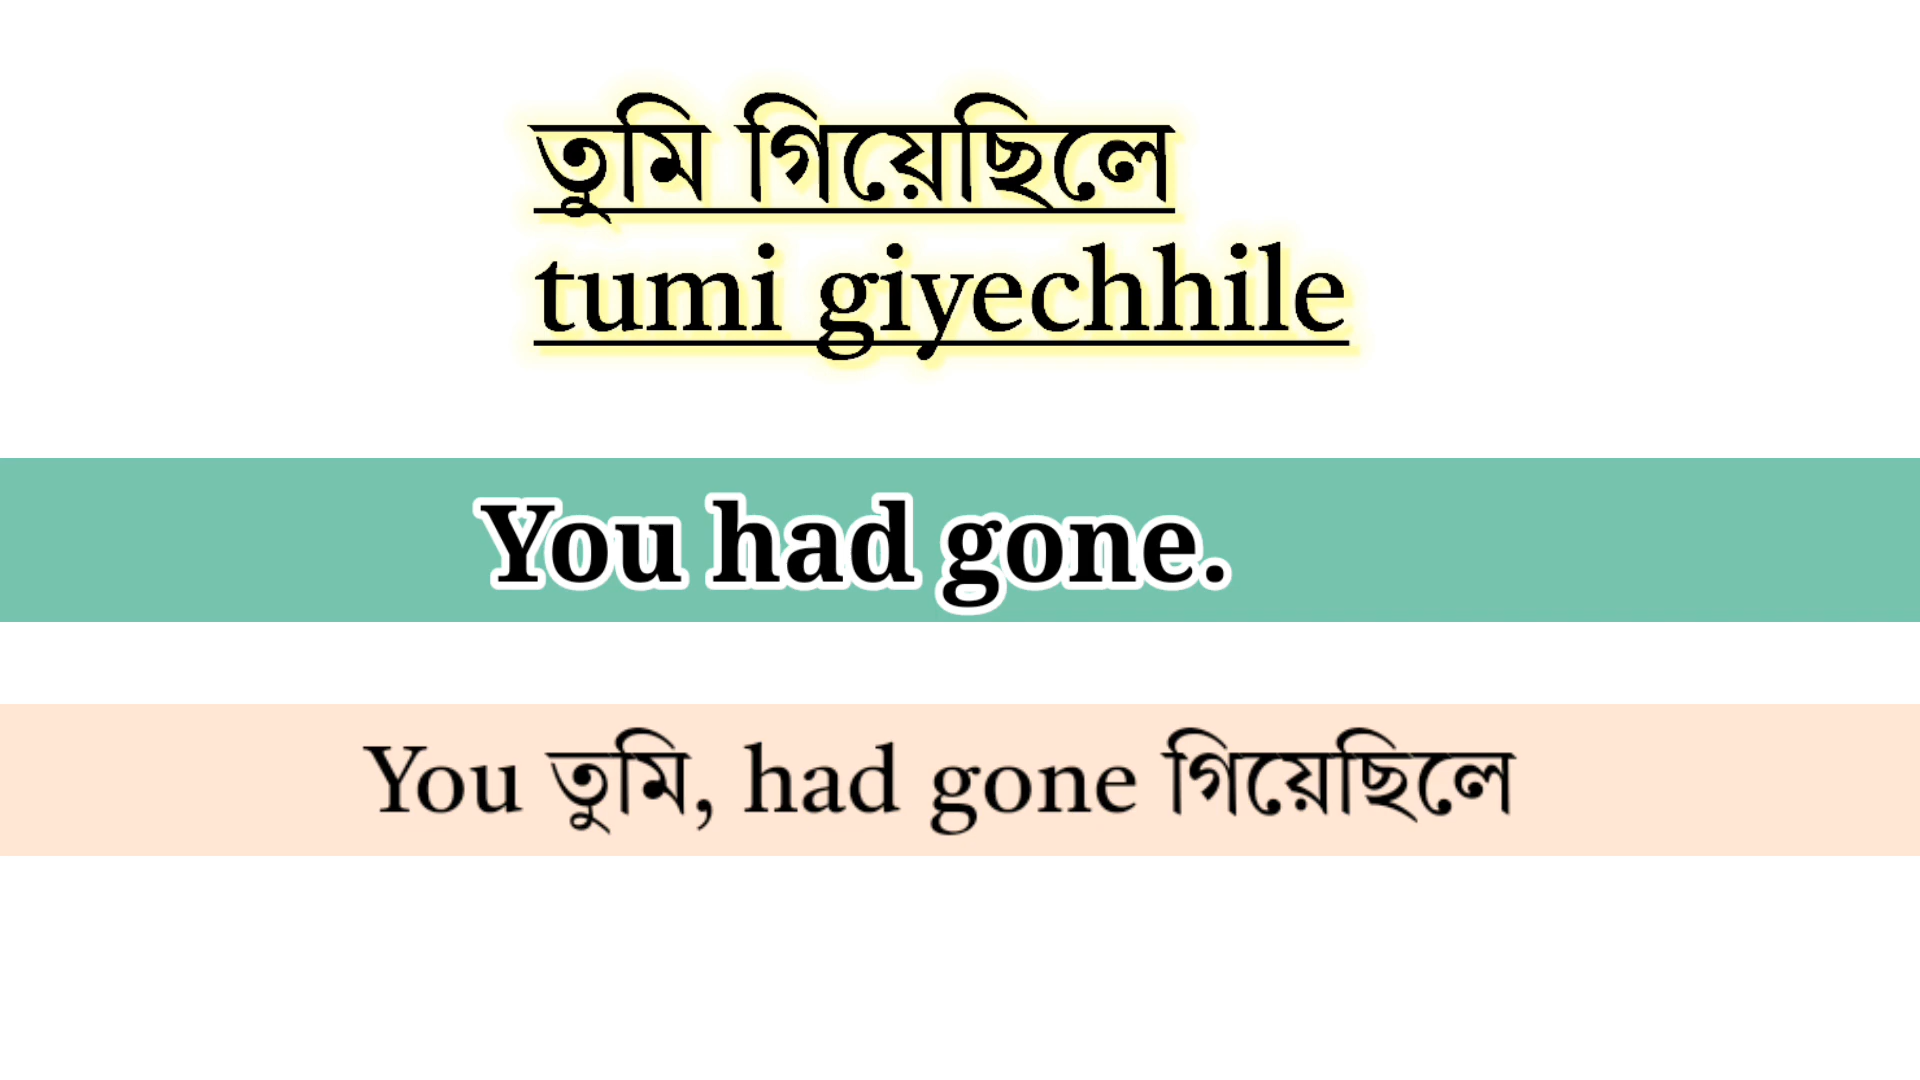 তুমি গিয়েছিলে
tumi giyechhile
You had gone.
You তুমি, had gone গিয়েছিলে